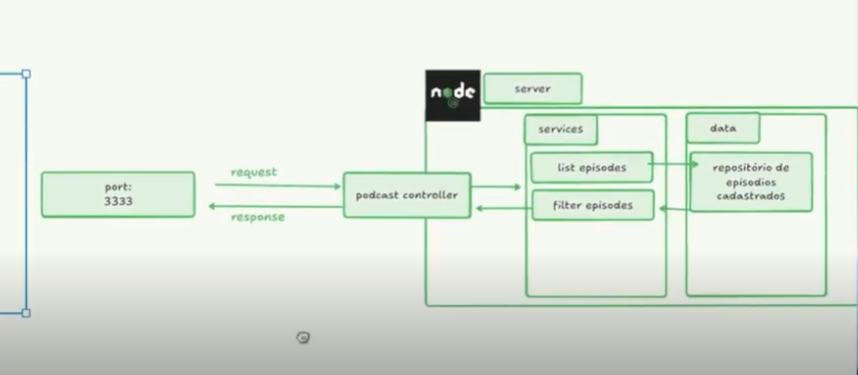 node
server
services
data
list episodes
repositório de
episodios
cadastrados
filter episodes
request
port:
3333
podcast controller
response